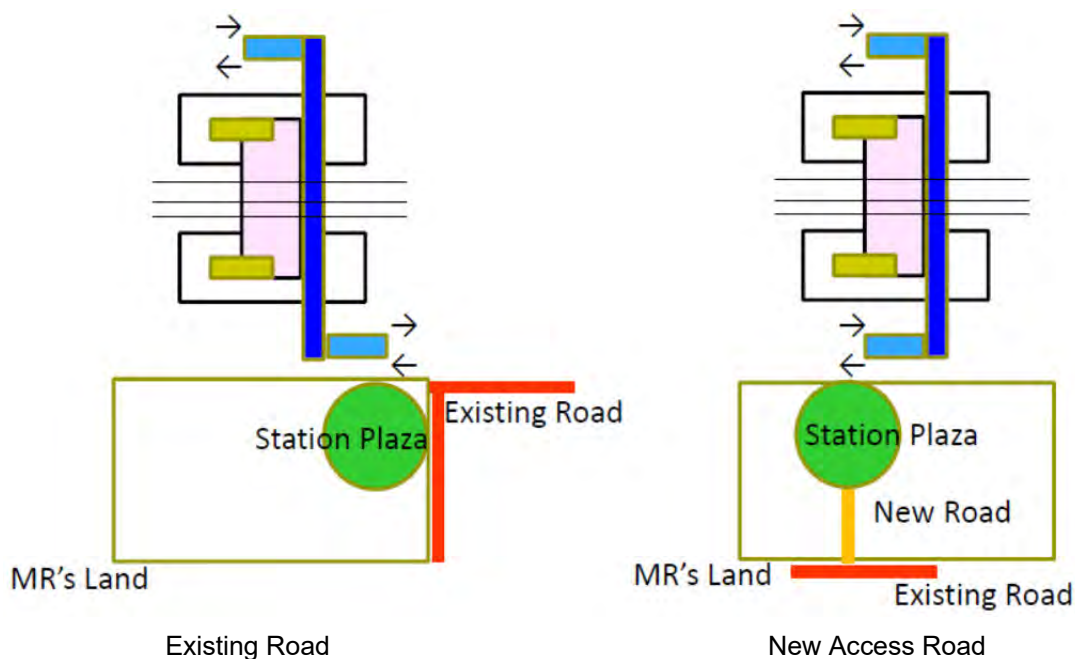 Existing Road
Station Plaza
MR's Land
Existing Road
Station Plaza
New Road
MR's Land
Existing Road
New Access Road